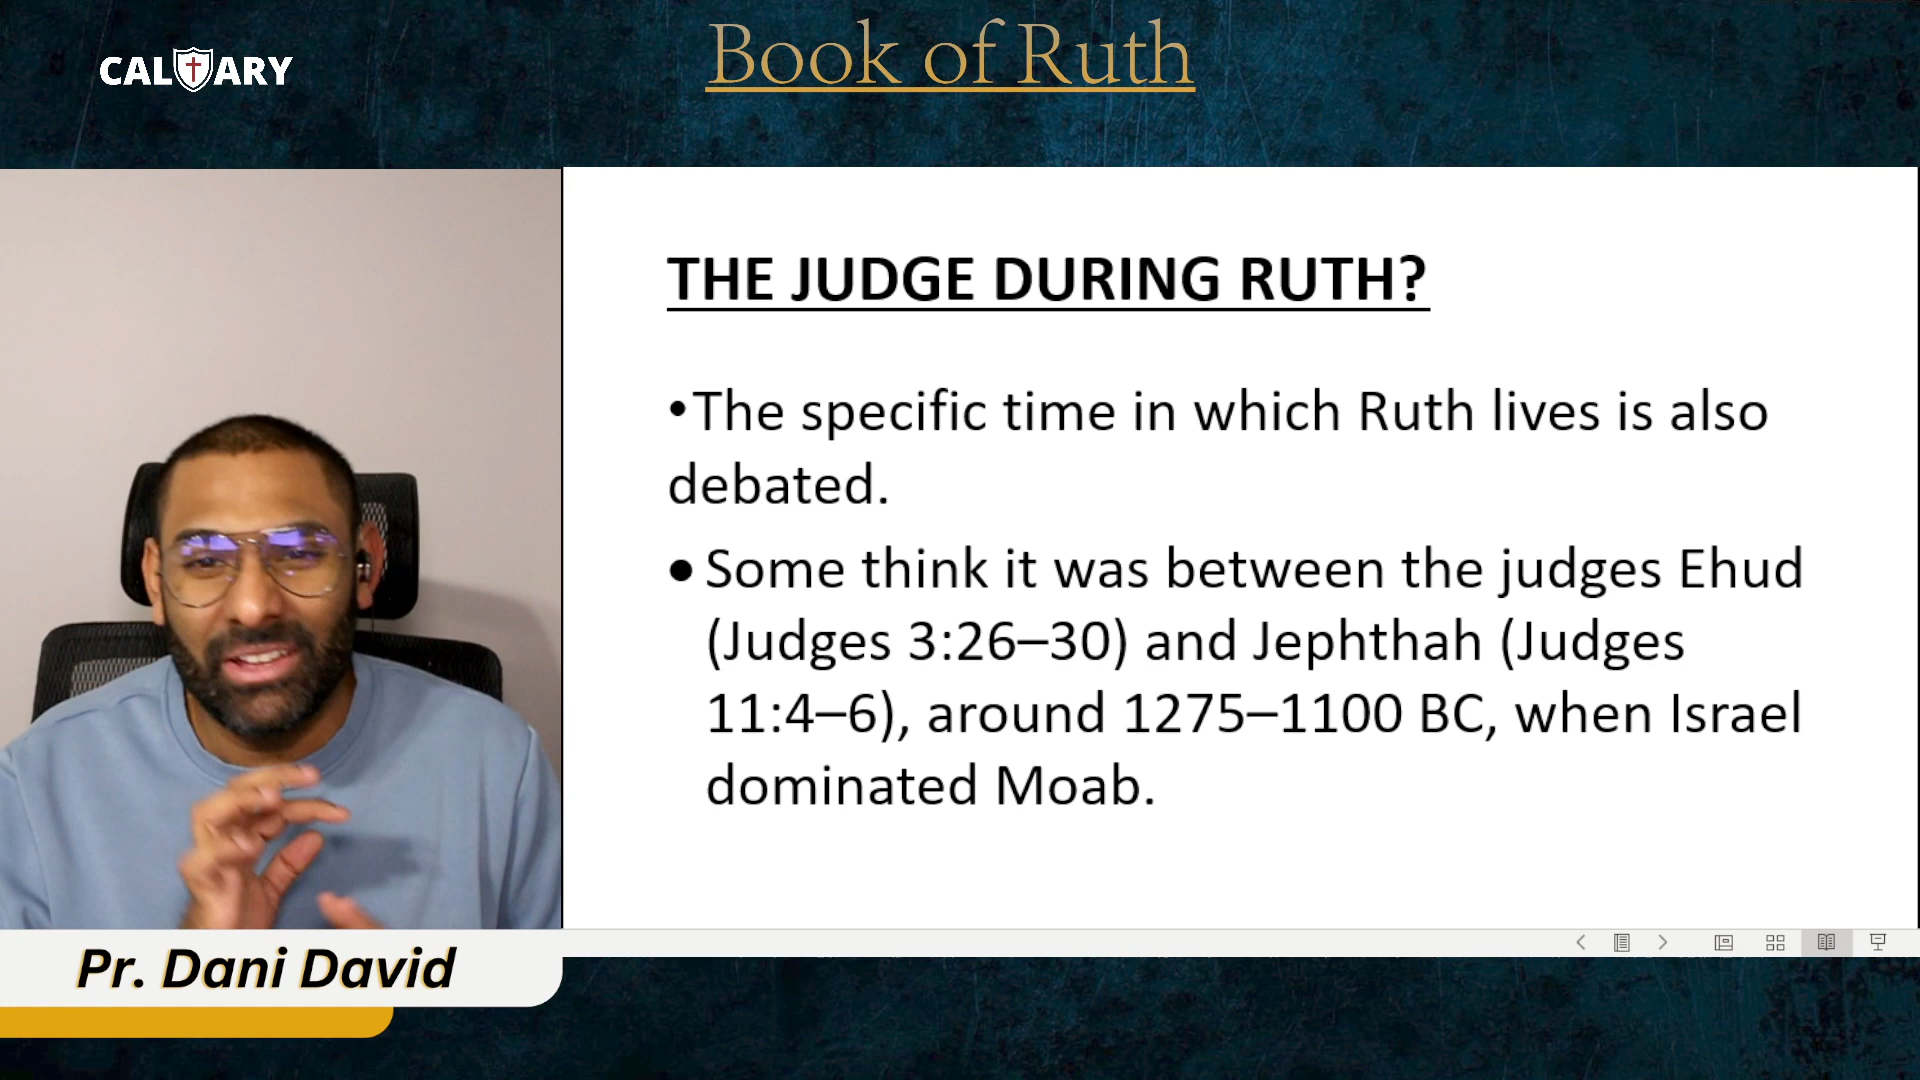 Book of Ruth
CALVARY
THE JUDGE DURING RUTH?
•The specific time in which Ruth lives is also
debated.
• Some think it was between the judges Ehud
(Judges 3:26–30) and Jephthah (Judges
11:4–6), around 1275–1100 BC, when Israel
dominated Moab.
Pr. Dani David